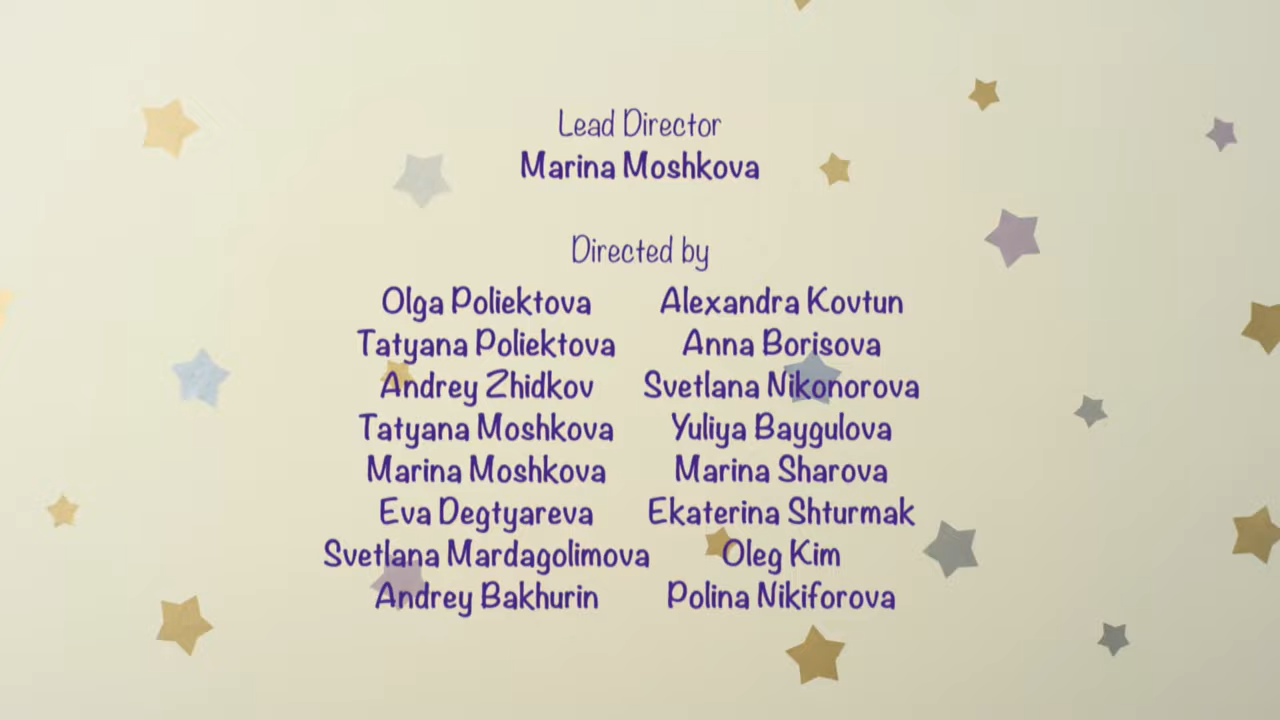 Lead Director
Marina Moshkova
Directed by
Olga Poliektova Alexandra Kovtun
Tatyana Poliektova Anna Borisova
Andrey Zhidkov Svetlana Nikonorova
Tatyana Moshkova Yuliya Baygulova
Marina Moshkova Marina Sharova
Eva Degtyareva Ekaterina Shturmak
Svetlana Mardagolimova Oleg Kim
Andrey Bakhurin Polina Nikiforova